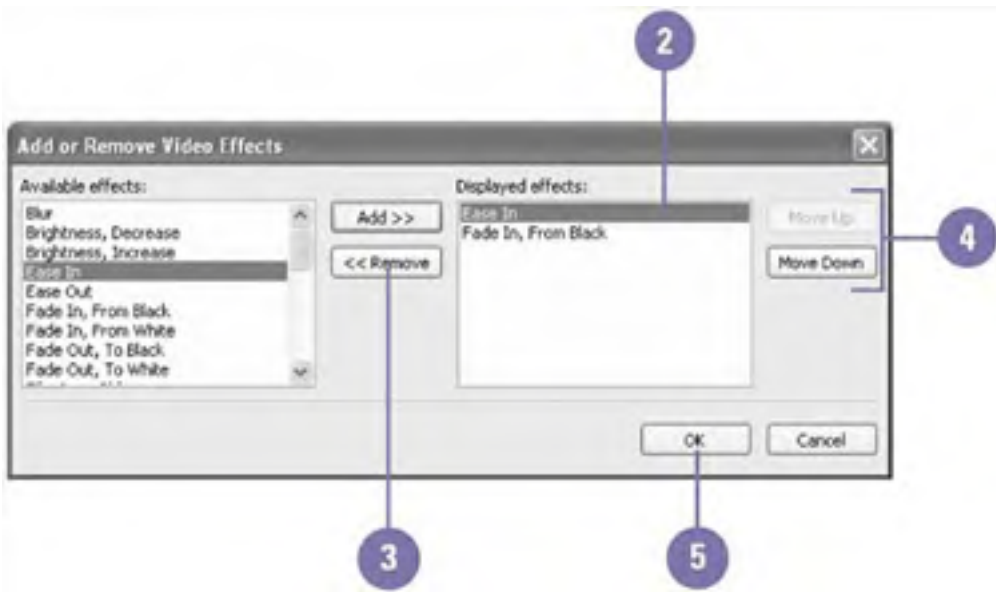 2
Add or Remove Video Effects
Available effects:
Blur
Brightness, Decrease
Brightness, Increase
Ease In
Ease Out
Fade In, From Black
Fade In, From White
Fade Out, To Black
Fade Out, To White
Add >>
<< Remove
Displayed effects:
Ease In
Fade In, From Black
Move Up
Move Down
4
OK
Cancel
3
5